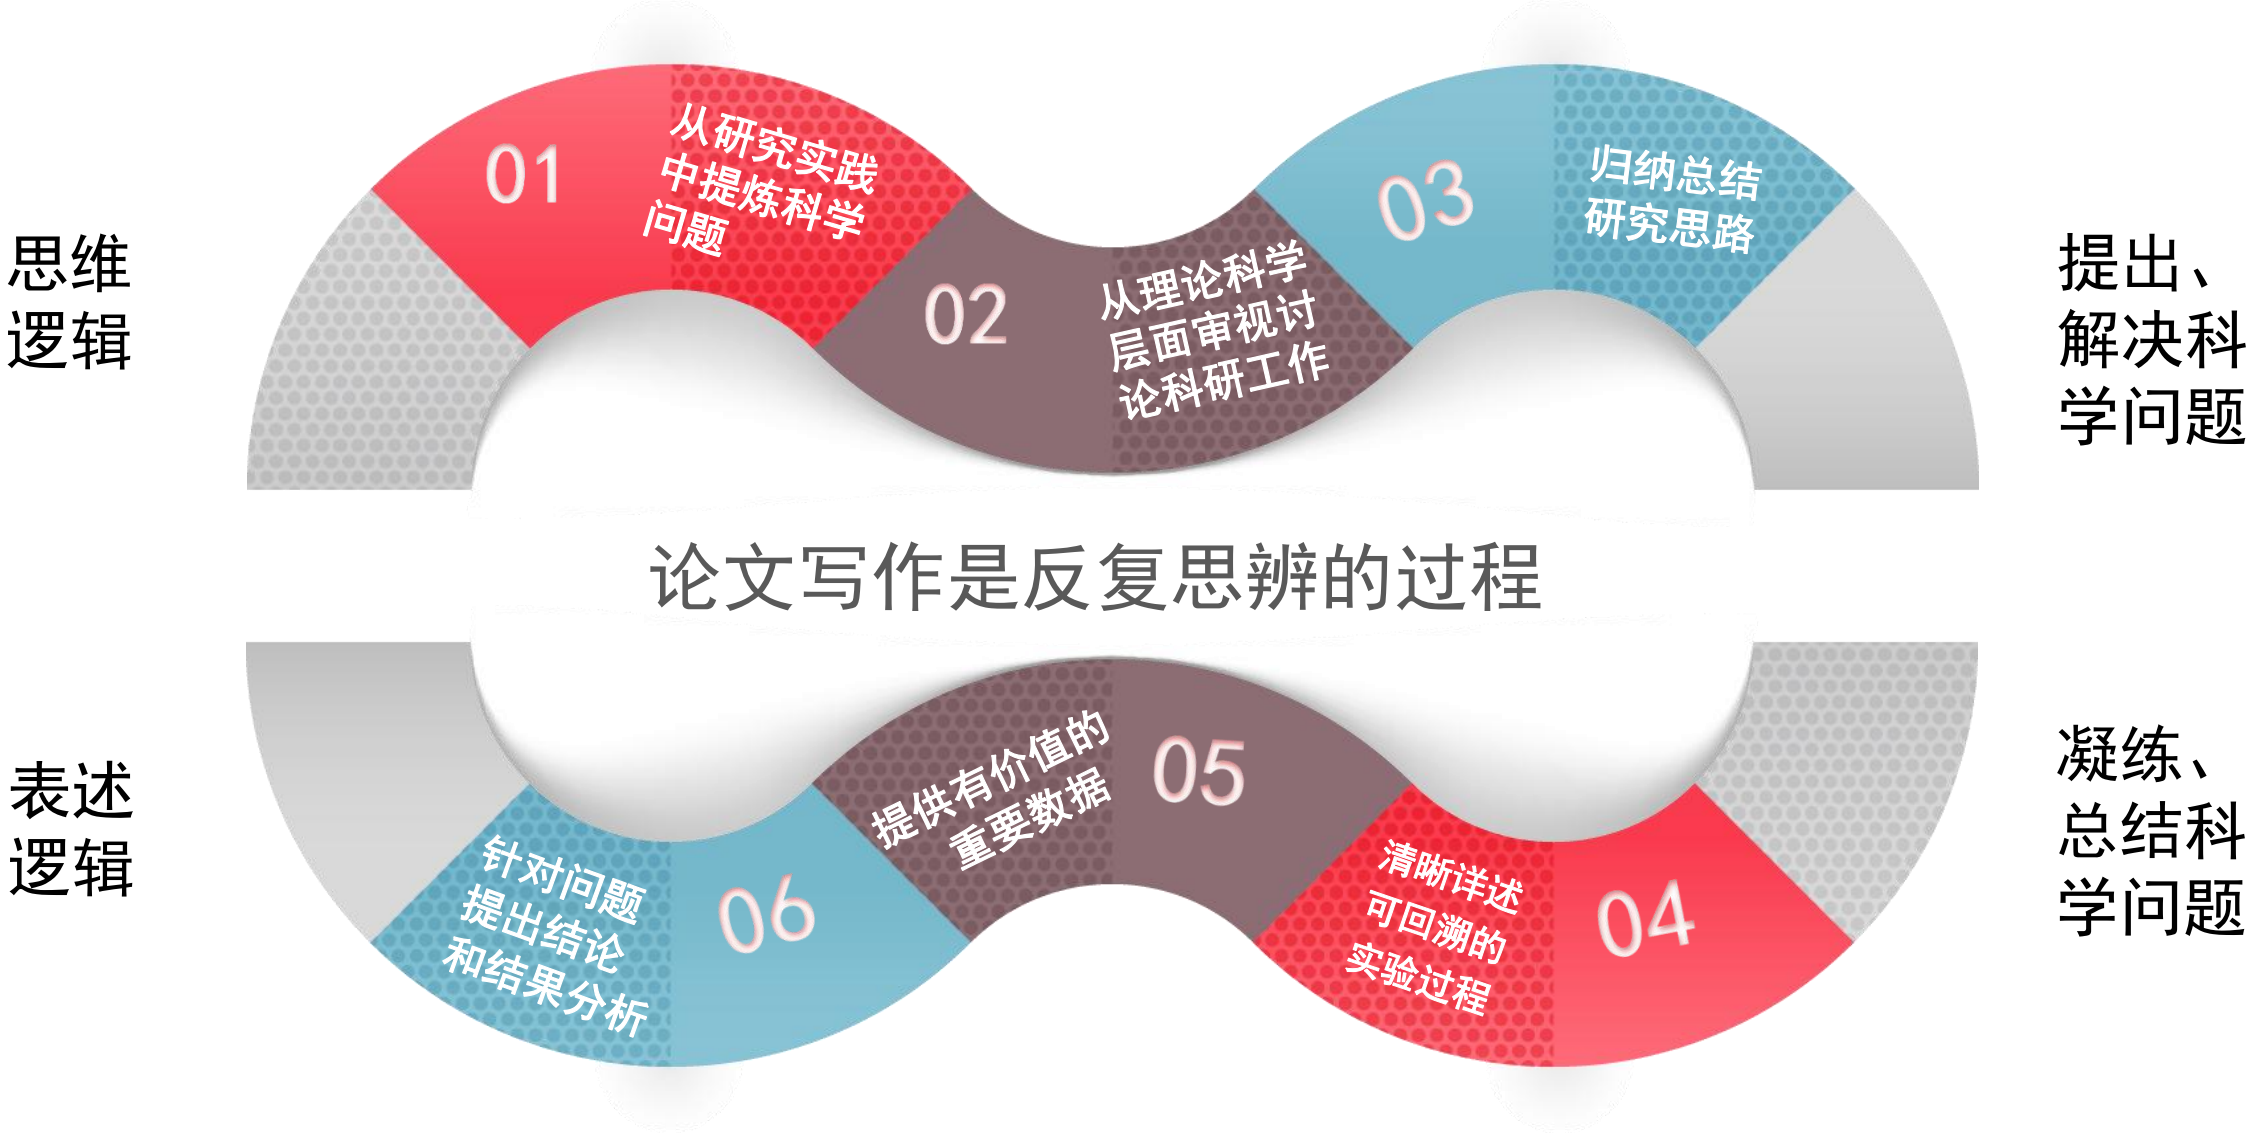 思维
逻辑
01
从研究实践
中提炼科学
问题
02
从理论科学
层面审视讨
论科研工作
03
归纳总结
研究思路
提出、
解决科
学问题
论文写作是反复思辨的过程
表述
逻辑
针对问题
提出结论
和结果分析
06
提供有价值的
重要数据
05
清晰详述
可回溯的
实验过程
04
凝练、
总结科
学问题